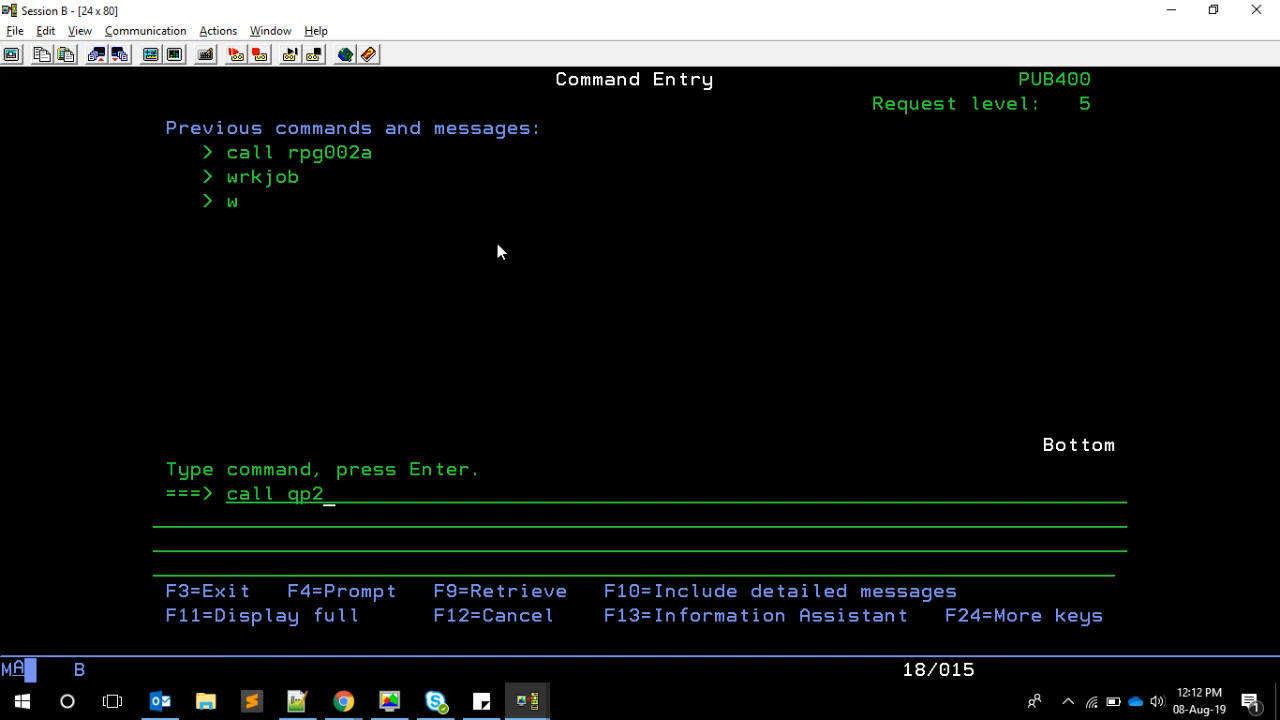 Session B - [24 x 80]
File Edit View Communication Actions Window Help
Command Entry PUB400
Request level: 5
Previous commands and messages:
> call rpg002a
> wrkjob
> w
Bottom
Type command, press Enter.
===> call qp2_
F3=Exit F4=Prompt F9=Retrieve F10=Include detailed messages
F11=Display full F12=Cancel F13=Information Assistant F24=More keys
MA B 18/015
12:12 PM
08-Aug-19
1